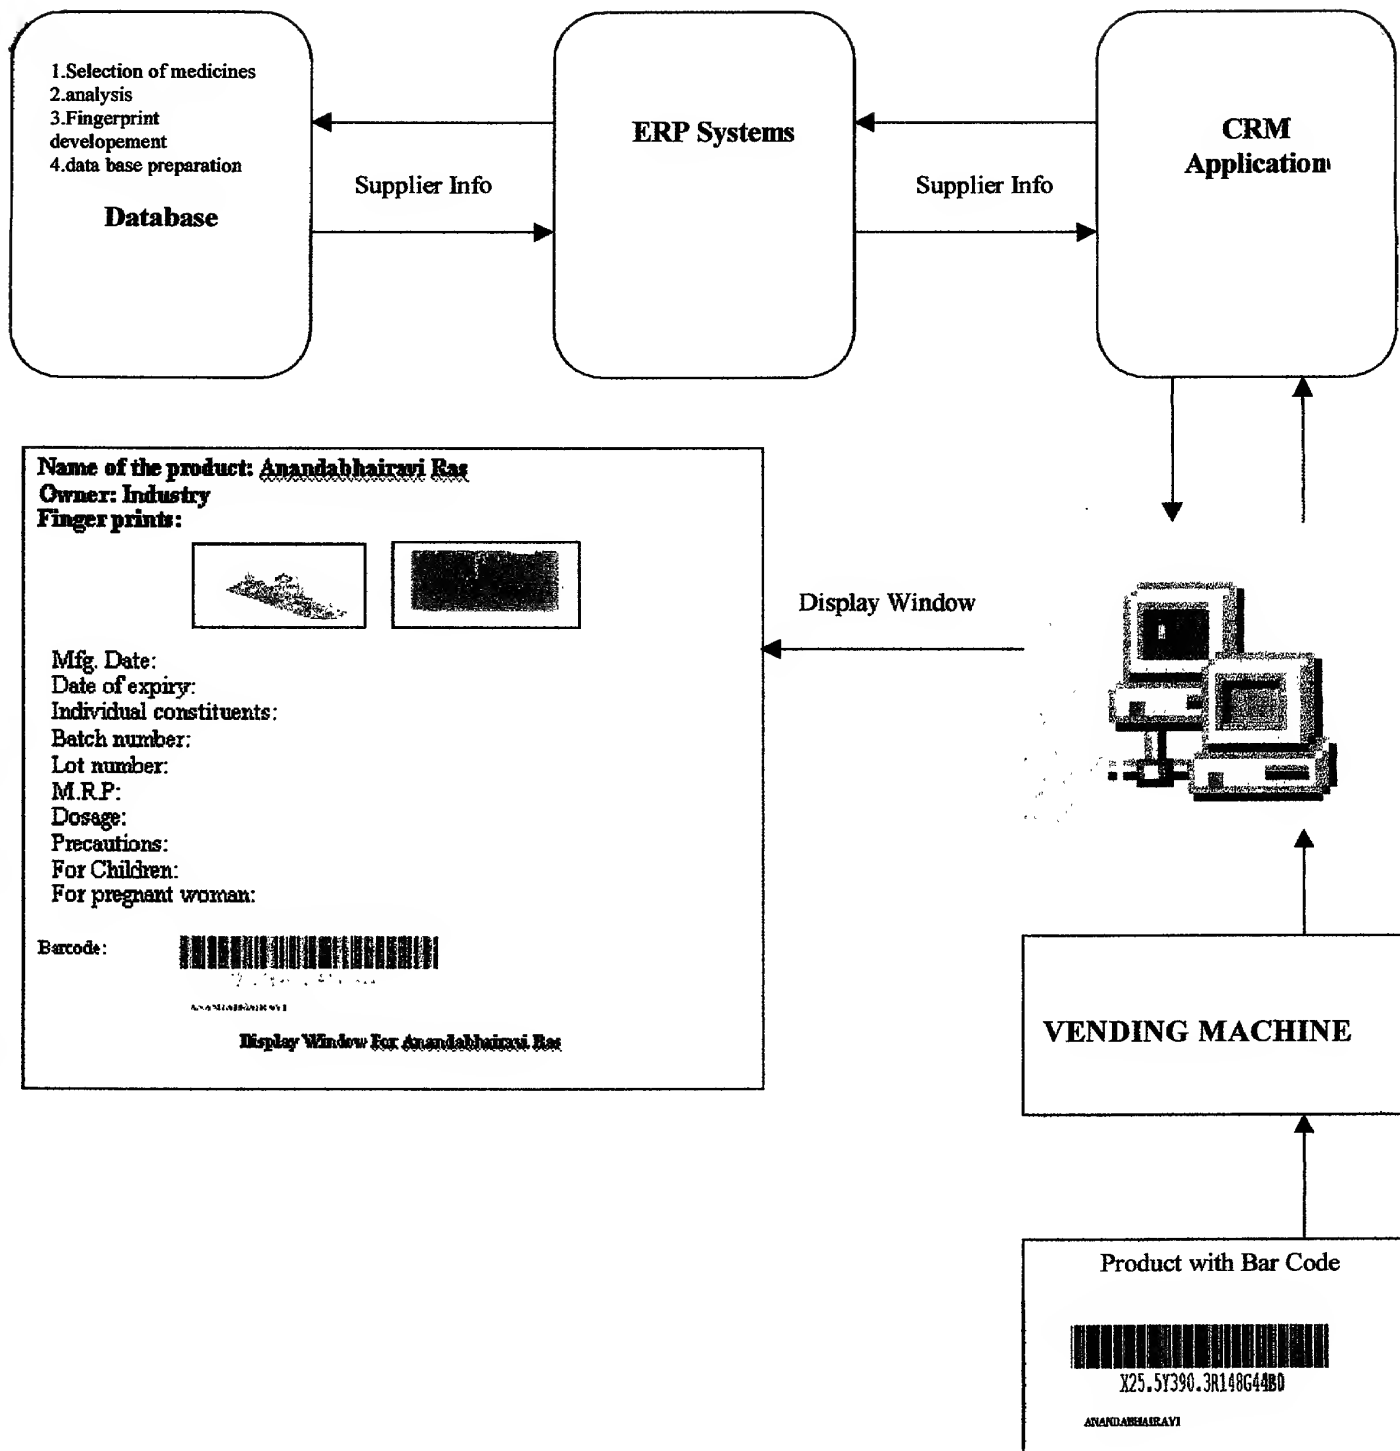 1.Selection of medicines
2.analysis
3.Fingerprint
developement
4.data base preparation
Database
Supplier Info
ERP Systems
Supplier Info
CRM
Application
Name of the product: Anandabhairavi Ras
Owner: Industry
Finger prints:
Mfg. Date:
Date of expiry:
Individual constituents:
Batch number:
Lot number:
M.R.P:
Dosage:
Precautions:
For Children:
For pregnant woman:
Barcode:
ANANDABHAIRAVI
Display Window For Anandabhairavi Ras
Display Window
VENDING MACHINE
Product with Bar Code
X25.5Y390.3R148G44B0
ANANDABHAIRAVI